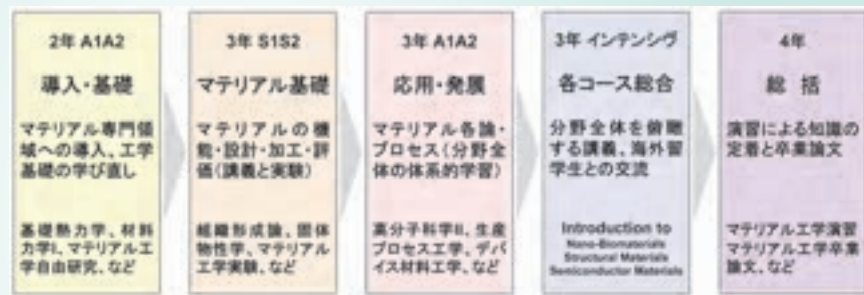 2年 A1A2
導入・基礎
マテリアル専門領
域への導入、工学
基礎の学び直し
基礎熱力学、材料
力学I、マテリアル工
学自由研究、など
3年 S1S2
マテリアル基礎
マテリアルの機
能・設計・加工・評
価(講義と実験)
組織形成論、固体
物性学、マテリアル
工学実験、など
3年 A1A2
応用・発展
マテリアル各論・
プロセス(分野全
体の体系的学習)
高分子科学II、生産
プロセス工学、デバ
イス材料工学、など
3年 インテンシヴ
各コース総合
分野全体を俯瞰
する講義、海外留
学生との交流
Introduction to
Nano-Biomaterials
Structural Materials
Semiconductor Materials
4年
総 括
演習による知識の
定着と卒業論文
マテリアル工学演習
マテリアル工学卒業
論文、など